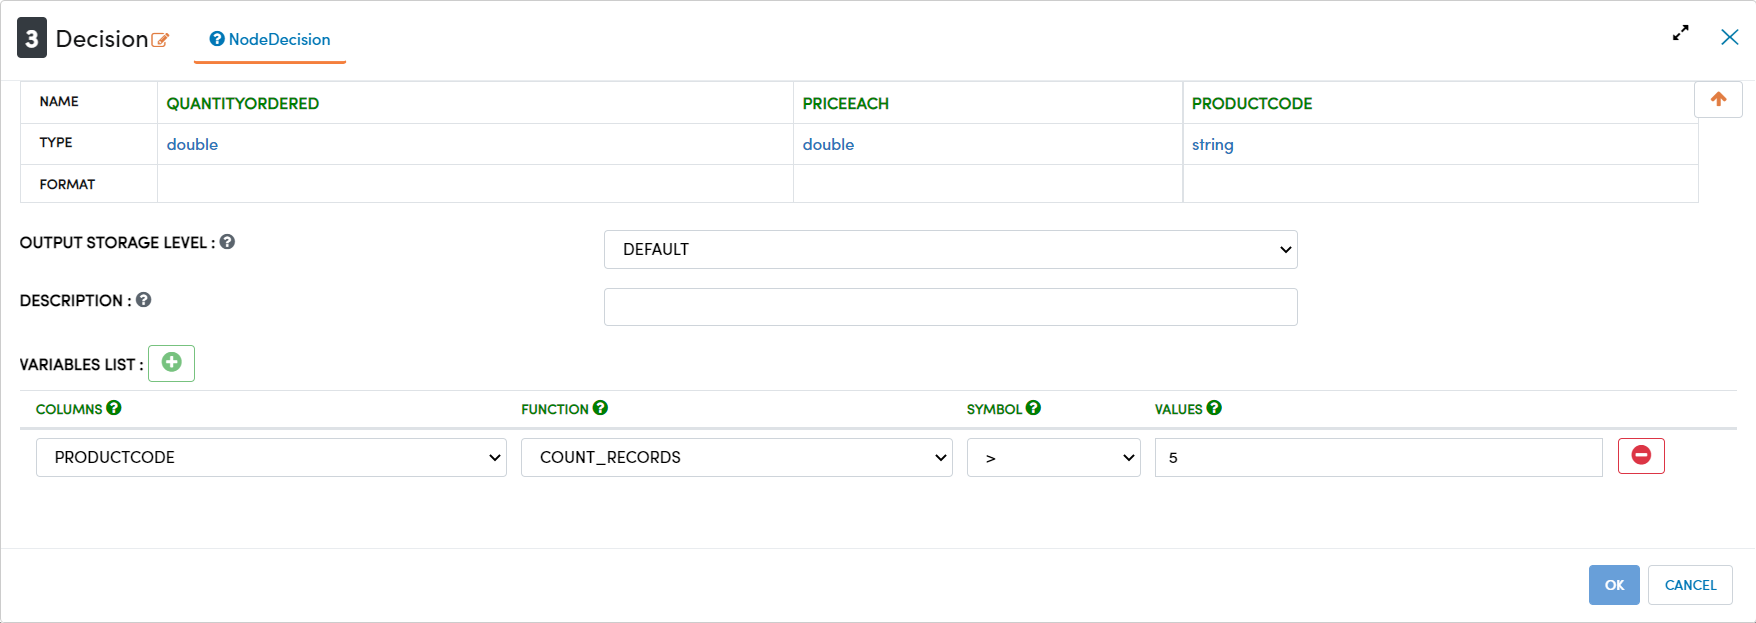 3 Decision NodeDecision
NAME QUANTITYORDERED PRICEEACH PRODUCTCODE
TYPE double double string
FORMAT
OUTPUT STORAGE LEVEL : DEFAULT
DESCRIPTION :
VARIABLES LIST :
COLUMNS FUNCTION SYMBOL VALUES
PRODUCTCODE COUNT_RECORDS > 5
OK CANCEL